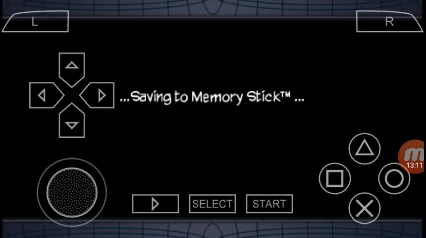 L
R
...Saving to Memory Stick™ ...
13:11
SELECT
START